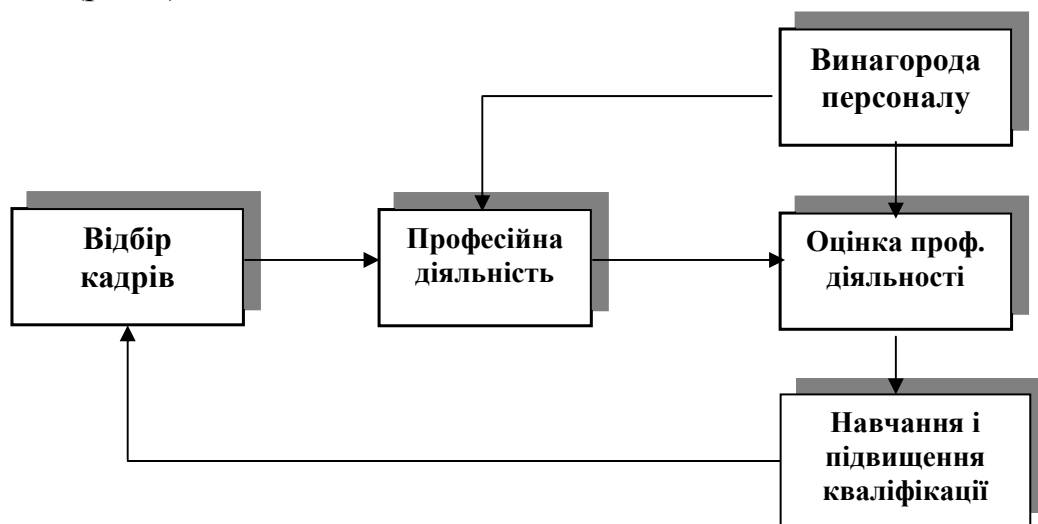 Винагорода
персоналу
Відбір
кадрів
Професійна
діяльність
Оцінка проф.
діяльності
Навчання і
підвищення
кваліфікації